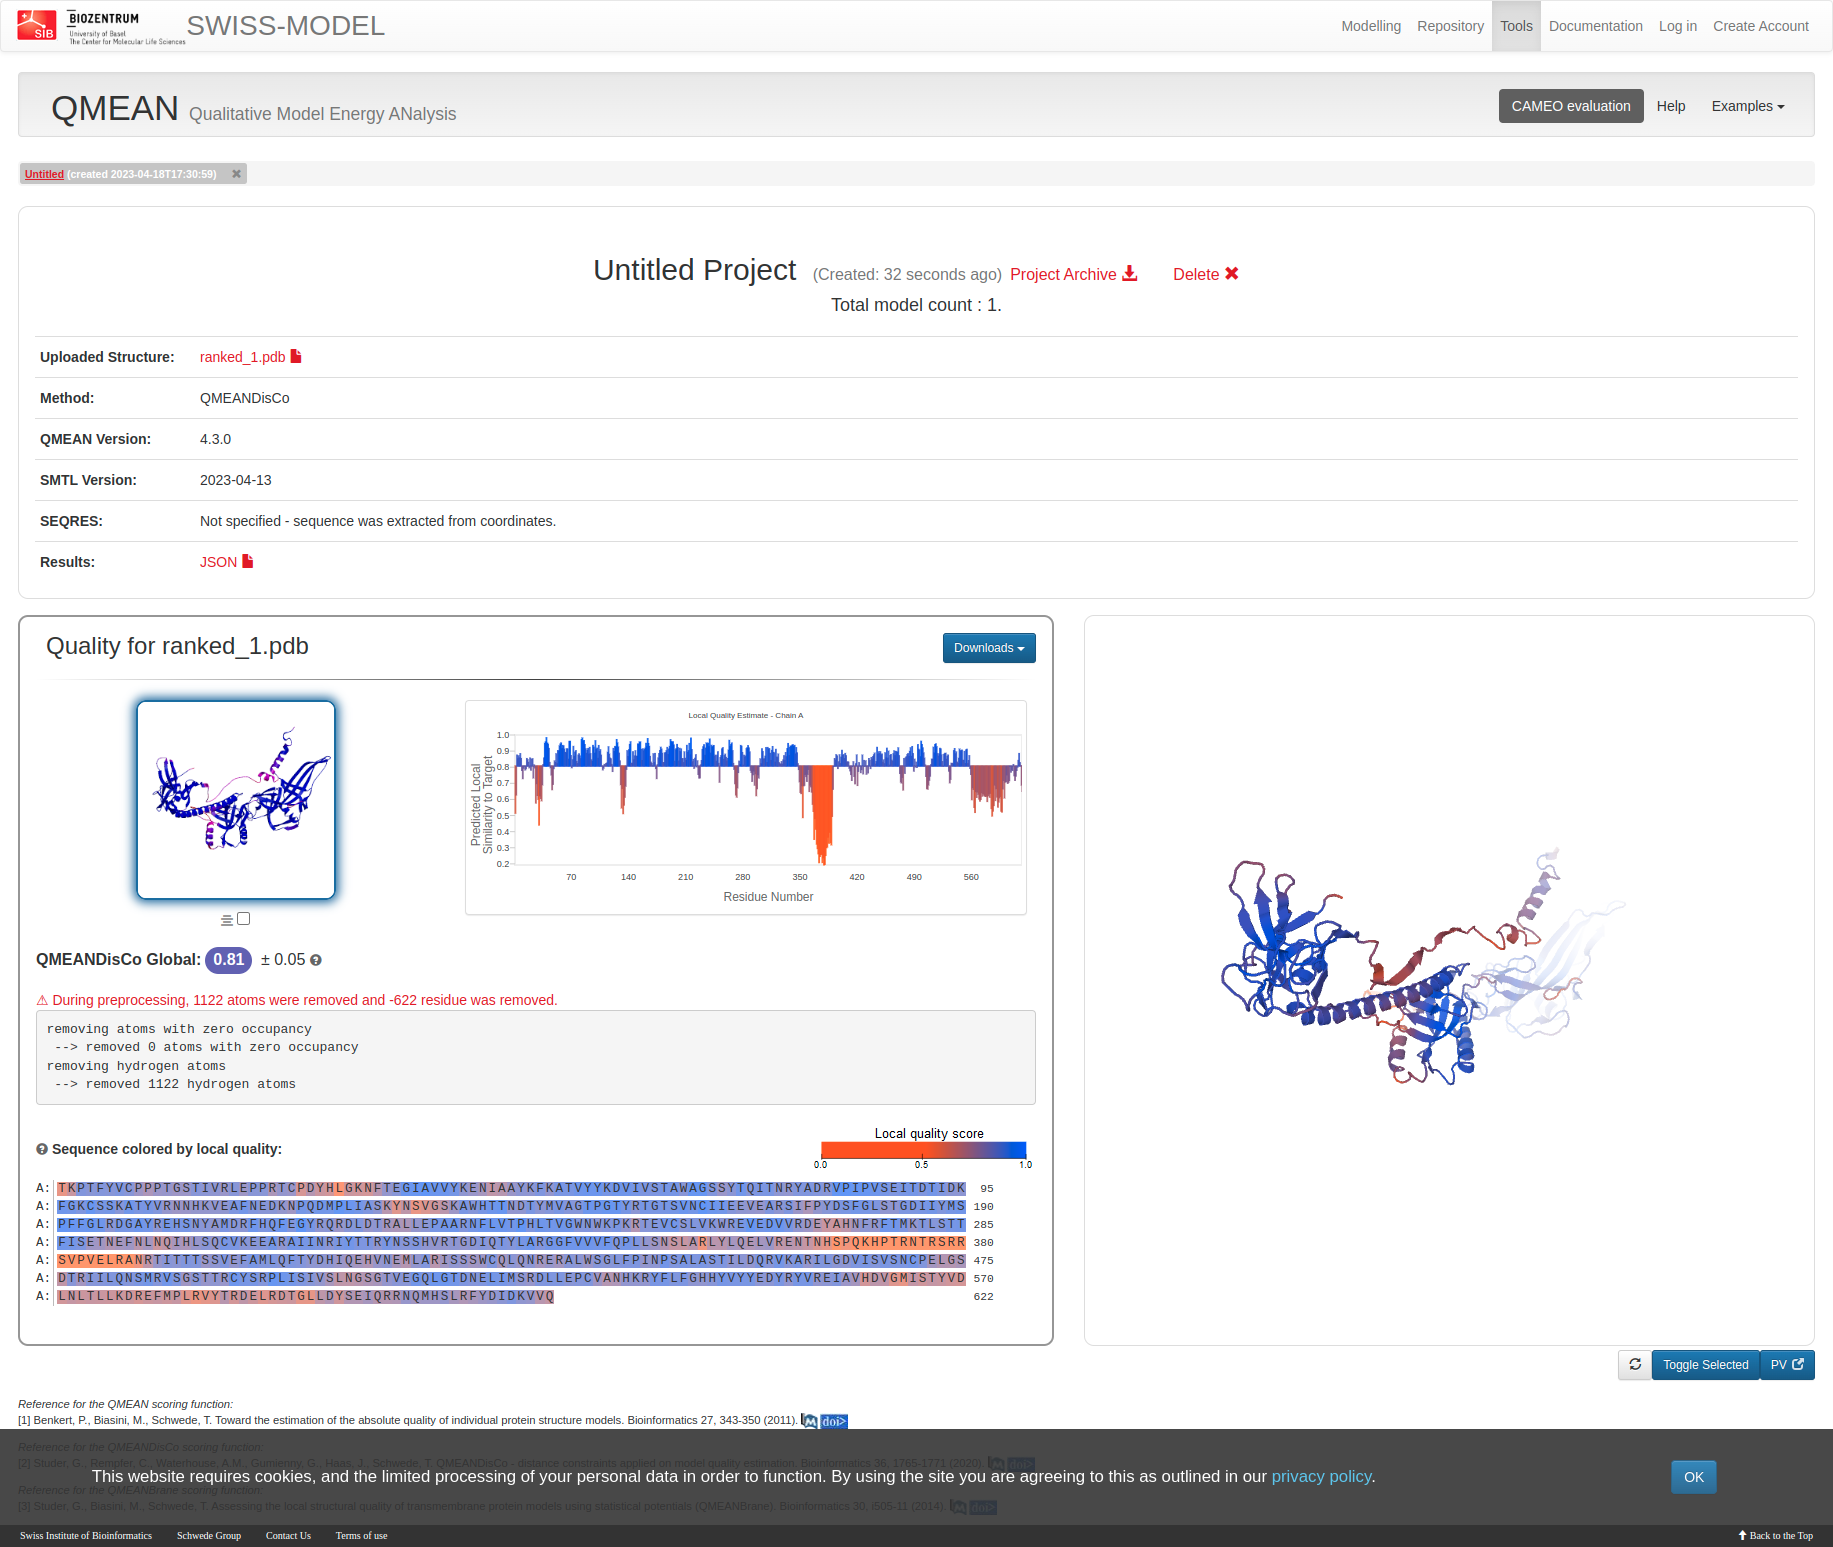 SIB
BIOZENTRUM
University of Basel
The Center for Molecular Life Sciences
SWISS-MODEL
Modelling Repository Tools Documentation Log in Create Account
QMEAN Qualitative Model Energy ANalysis
CAMEO evaluation Help Examples
Untitled (created 2023-04-18T17:30:59) ✖
Untitled Project (Created: 32 seconds ago) Project Archive Delete ✖
Total model count : 1.
Uploaded Structure: ranked_1.pdb
Method: QMEANDisCo
QMEAN Version: 4.3.0
SMTL Version: 2023-04-13
SEQRES: Not specified - sequence was extracted from coordinates.
Results: JSON
Quality for ranked_1.pdb
Downloads
Local Quality Estimate - Chain A
Predicted Local
Similarity to Target
1.0
0.9
0.8
0.7
0.6
0.5
0.4
0.3
0.2
70 140 210 280 350 420 490 560
Residue Number
QMEANDisCo Global: 0.81 ± 0.05
⚠ During preprocessing, 1122 atoms were removed and -622 residue was removed.
removing atoms with zero occupancy
--> removed 0 atoms with zero occupancy
removing hydrogen atoms
--> removed 1122 hydrogen atoms
Sequence colored by local quality:
Local quality score
0.0 0.5 1.0
A: TKPTFYVCPPPTGSTIVRLEPPRTCPDYHLGKNFTEGIAVVYKENIAAYKFKATVYYKDVIVSTAWAGSSYTQITNRYADRVPIPVSEITDTIDK 95
A: FGKCSSKATYVRNNHKVEAFNEDKNPQDMPLIASKYNSVGSKAWHTTNDTYMVAGTPGTYRTGTSVNCIIEEVEARSIFPYDSFGLSTGDIIYMS 190
A: PFFGLRDGAYREHSNYAMDRFHQFEGYRQRDLDTRALLEPAARNFLVTPHLTVGWNWKPKRTEVCSLVKWREVEDVVRDEYAHNFRFTMKTLSTT 285
A: FISETNEFNLNQIHLSQCVKEEARAIINRIYTTRYNSSHVRTGDIQTYLARGGFVVVFQPLLSNSLARLYLQELVRENTNHSPQKHPTRNTRSRR 380
A: SVPVELRANRTITTTSSVEFAMLQFTYDHIQEHVNEMLARISSSWCQLQNRERALWSGLFPINPSALASTILDQRVKARILGDVISVSNCPELGS 475
A: DTRIILQNSMRVSGSTTRCYSRPLISIVSLNGSGTVEGQLGTDNELIMSRDLLEPCVANHKRYFLFGHHYVYYEDYRYVREIAVHDVGMISTYVD 570
A: LNLTLLKDREFMPLRVYTRDELRDTGLLDYSEIQRRNQMHSLRFYDIDKVVQ 622
Toggle Selected PV
Reference for the QMEAN scoring function:
[1] Benkert, P., Biasini, M., Schwede, T. Toward the estimation of the absolute quality of individual protein structure models. Bioinformatics 27, 343-350 (2011). M doi>
Reference for the QMEANDisCo scoring function:
[2] Studer, G., Rempfer, C., Waterhouse, A.M., Gumienny, G., Haas, J., Schwede, T. QMEANDisCo - distance constraints applied on model quality estimation. Bioinformatics 36, 1765-1771 (2020). M doi>
This website requires cookies, and the limited processing of your personal data in order to function. By using the site you are agreeing to this as outlined in our privacy policy. OK
Reference for the QMEANBrane scoring function:
[3] Studer, G., Biasini, M., Schwede, T. Assessing the local structural quality of transmembrane protein models using statistical potentials (QMEANBrane). Bioinformatics 30, i505-11 (2014). M doi>
Swiss Institute of Bioinformatics Schwede Group Contact Us Terms of use Back to the Top